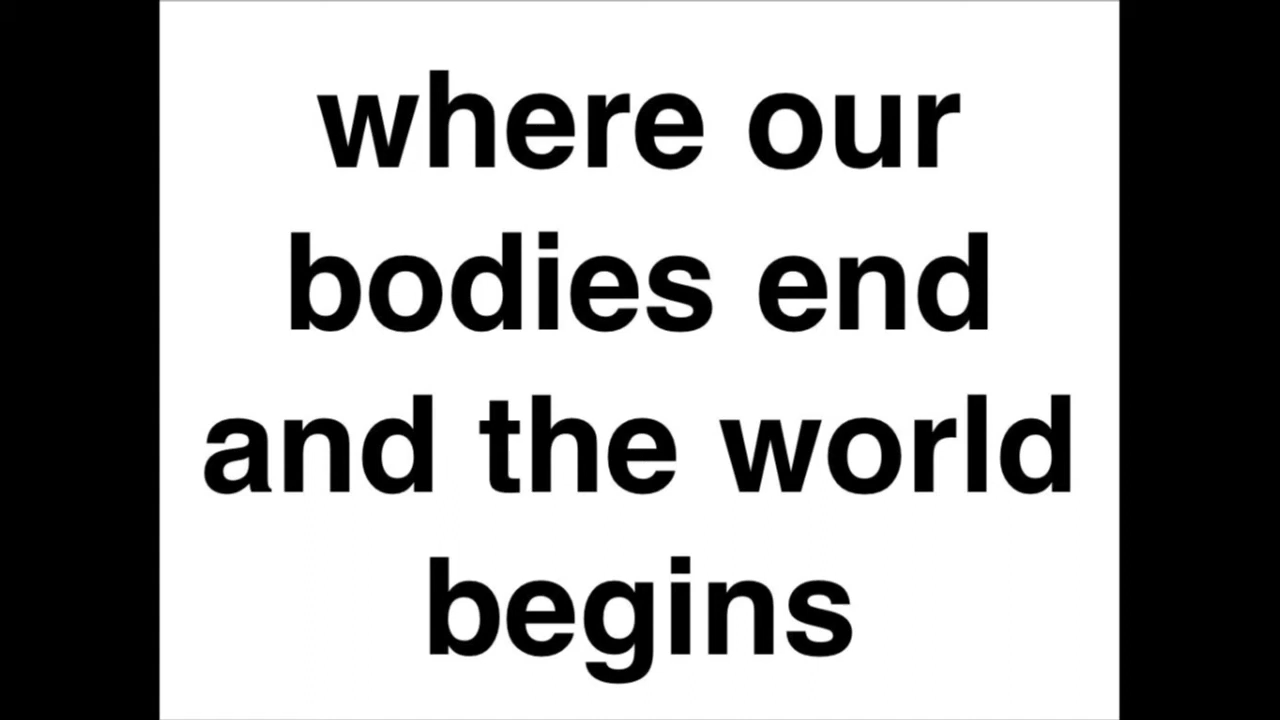 where our
bodies end
and the world
begins